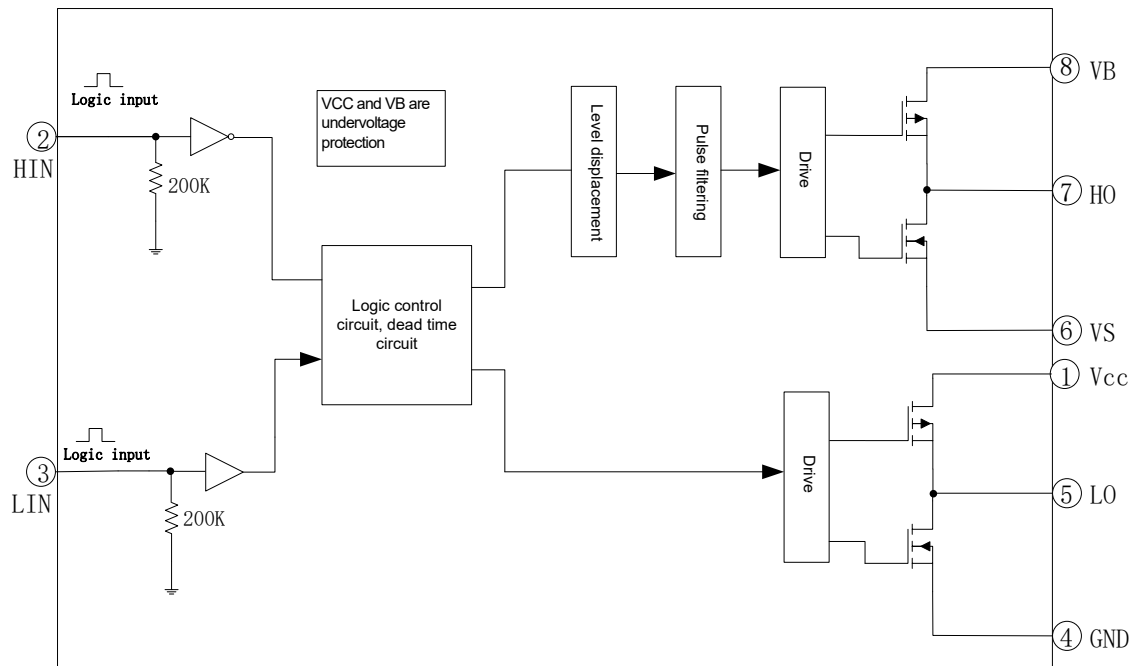 Logic input
② HIN
200K
VCC and VB are
undervoltage
protection
Level displacement
Pulse filtering
Drive
⑧ VB
⑦ HO
⑥ VS
Logic control
circuit, dead time
circuit
① Vcc
Logic input
③ LIN
200K
Drive
⑤ LO
④ GND